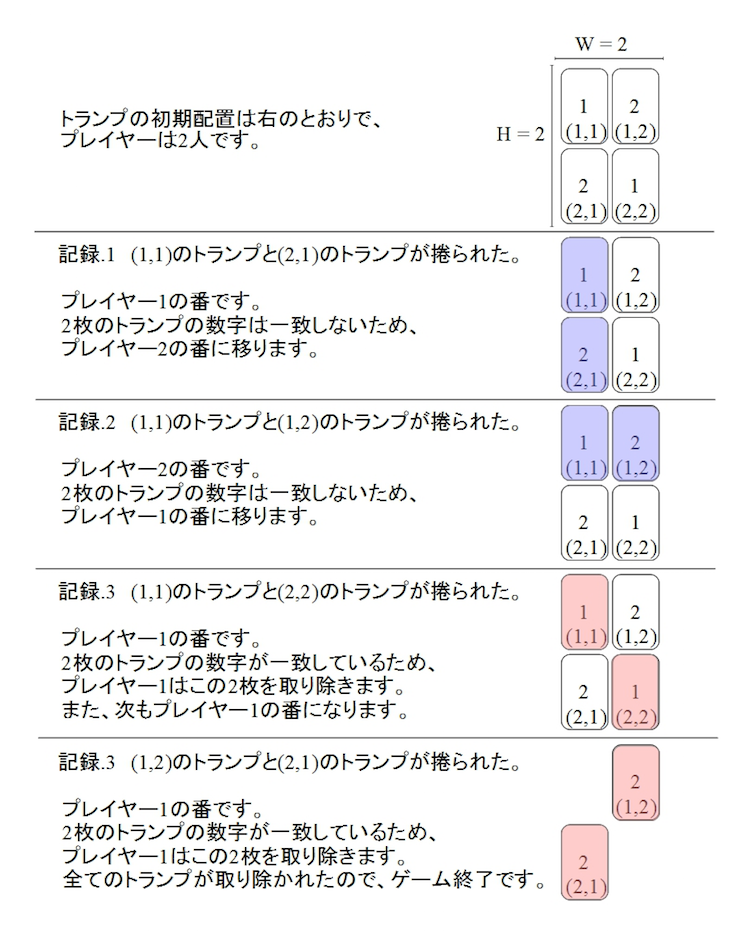 W = 2
トランプの初期配置は右のとおりで、
プレイヤーは2人です。
H = 2
1 2
(1,1) (1,2)
2 1
(2,1) (2,2)
記録.1 (1,1)のトランプと(2,1)のトランプが捲られた。
プレイヤー1の番です。
2枚のトランプの数字は一致しないため、
プレイヤー2の番に移ります。
1 2
(1,1) (1,2)
2 1
(2,1) (2,2)
記録.2 (1,1)のトランプと(1,2)のトランプが捲られた。
プレイヤー2の番です。
2枚のトランプの数字は一致しないため、
プレイヤー1の番に移ります。
1 2
(1,1) (1,2)
2 1
(2,1) (2,2)
記録.3 (1,1)のトランプと(2,2)のトランプが捲られた。
プレイヤー1の番です。
2枚のトランプの数字が一致しているため、
プレイヤー1はこの2枚を取り除きます。
また、次もプレイヤー1の番になります。
1 2
(1,1) (1,2)
2 1
(2,1) (2,2)
記録.3 (1,2)のトランプと(2,1)のトランプが捲られた。
プレイヤー1の番です。
2枚のトランプの数字が一致しているため、
プレイヤー1はこの2枚を取り除きます。
全てのトランプが取り除かれたので、ゲーム終了です。
2
(1,2)
2
(2,1)